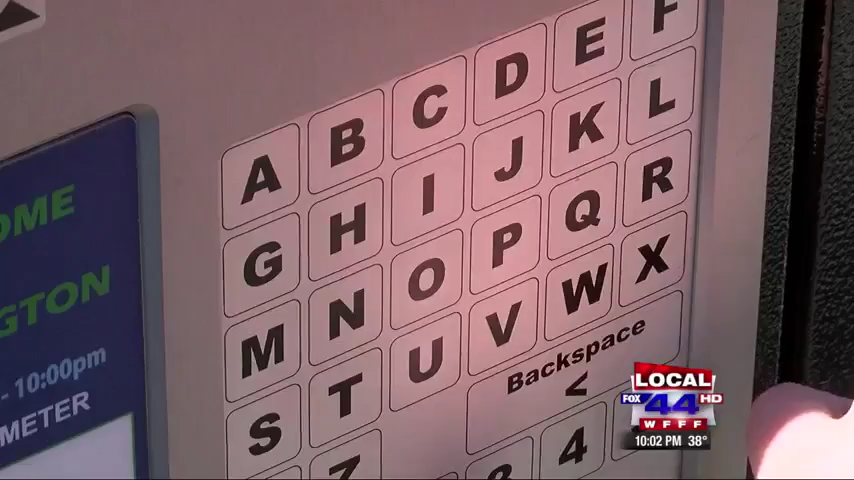 OME
GTON
- 10:00pm
METER
A B C D E F
G H I J K L
M N O P Q R
S T U V W X
Backspace
<
4
LOCAL
FOX 44 HD
WFFF
10:02 PM 38°